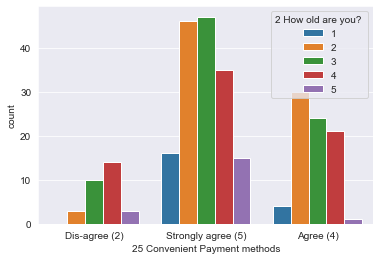 2 How old are you?
1
2
3
4
5
count
40
30
20
10
0
Dis-agree (2) Strongly agree (5) Agree (4)
25 Convenient Payment methods